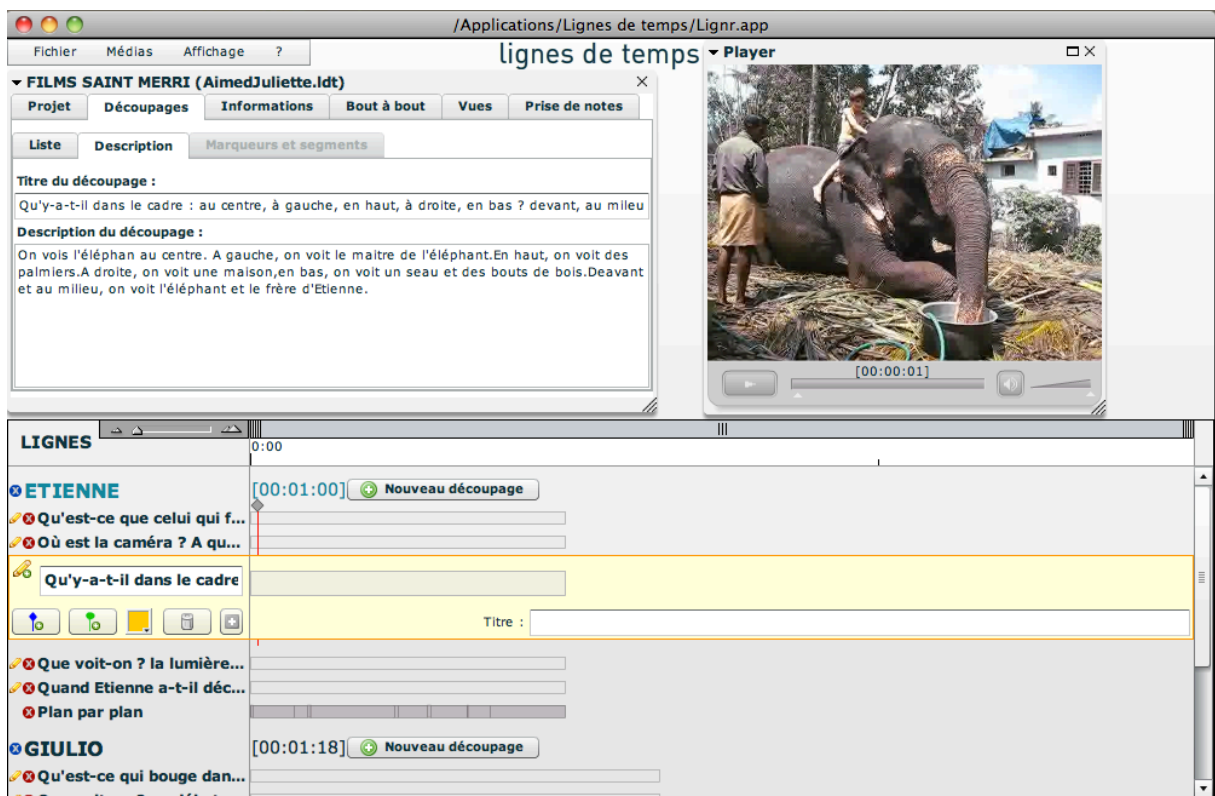 /Applications/Lignes de temps/Lignr.app
Fichier Médias Affichage ?
lignes de temps
Player
FILMS SAINT MERRI (AimedJuliette.ldt)
Projet Découpages Informations Bout à bout Vues Prise de notes
Liste Description Marqueurs et segments
Titre du découpage :
Qu'y-a-t-il dans le cadre : au centre, à gauche, en haut, à droite, en bas ? devant, au mileu
Description du découpage :
On vois l'éléphan au centre. A gauche, on voit le maitre de l'éléphant.En haut, on voit des
palmiers.A droite, on voit une maison,en bas, on voit un seau et des bouts de bois.Deavant
et au milieu, on voit l'éléphant et le frère d'Etienne.
[00:00:01]
LIGNES
0:00
ETIENNE [00:01:00] Nouveau découpage
Qu'est-ce que celui qui f...
Où est la caméra ? A qu...
Qu'y-a-t-il dans le cadre
Titre :
Que voit-on ? la lumière...
Quand Etienne a-t-il déc...
Plan par plan
GIULIO [00:01:18] Nouveau découpage
Qu'est-ce qui bouge dan...